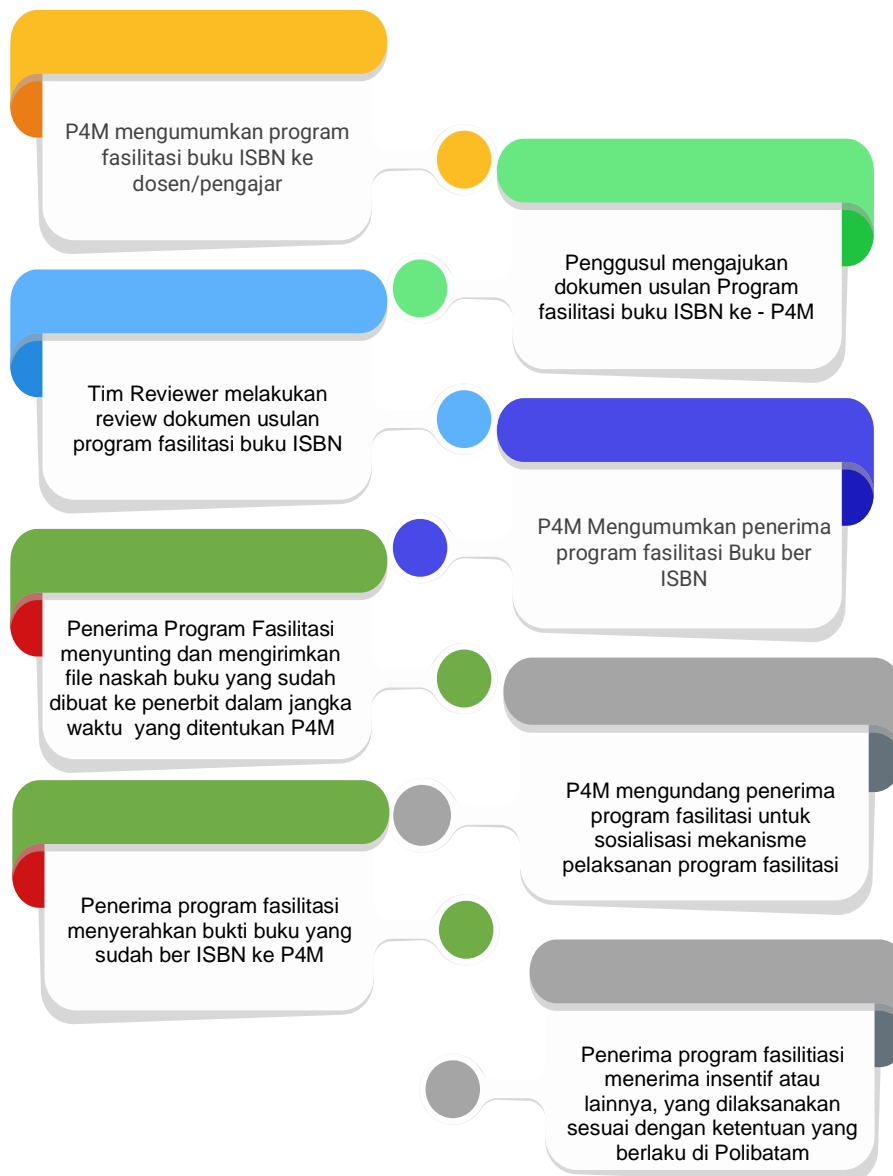 P4M mengumumkan program
fasilitasi buku ISBN ke
dosen/pengajar
Penggusul mengajukan
dokumen usulan Program
fasilitasi buku ISBN ke - P4M
Tim Reviewer melakukan
review dokumen usulan
program fasilitasi buku ISBN
P4M Mengumumkan penerima
program fasilitasi Buku ber
ISBN
Penerima Program Fasilitasi
menyunting dan mengirimkan
file naskah buku yang sudah
dibuat ke penerbit dalam jangka
waktu yang ditentukan P4M
P4M mengundang penerima
program fasilitasi untuk
sosialisasi mekanisme
pelaksanan program fasilitasi
Penerima program fasilitasi
menyerahkan bukti buku yang
sudah ber ISBN ke P4M
Penerima program fasilitiasi
menerima insentif atau
lainnya, yang dilaksanakan
sesuai dengan ketentuan yang
berlaku di Polibatam